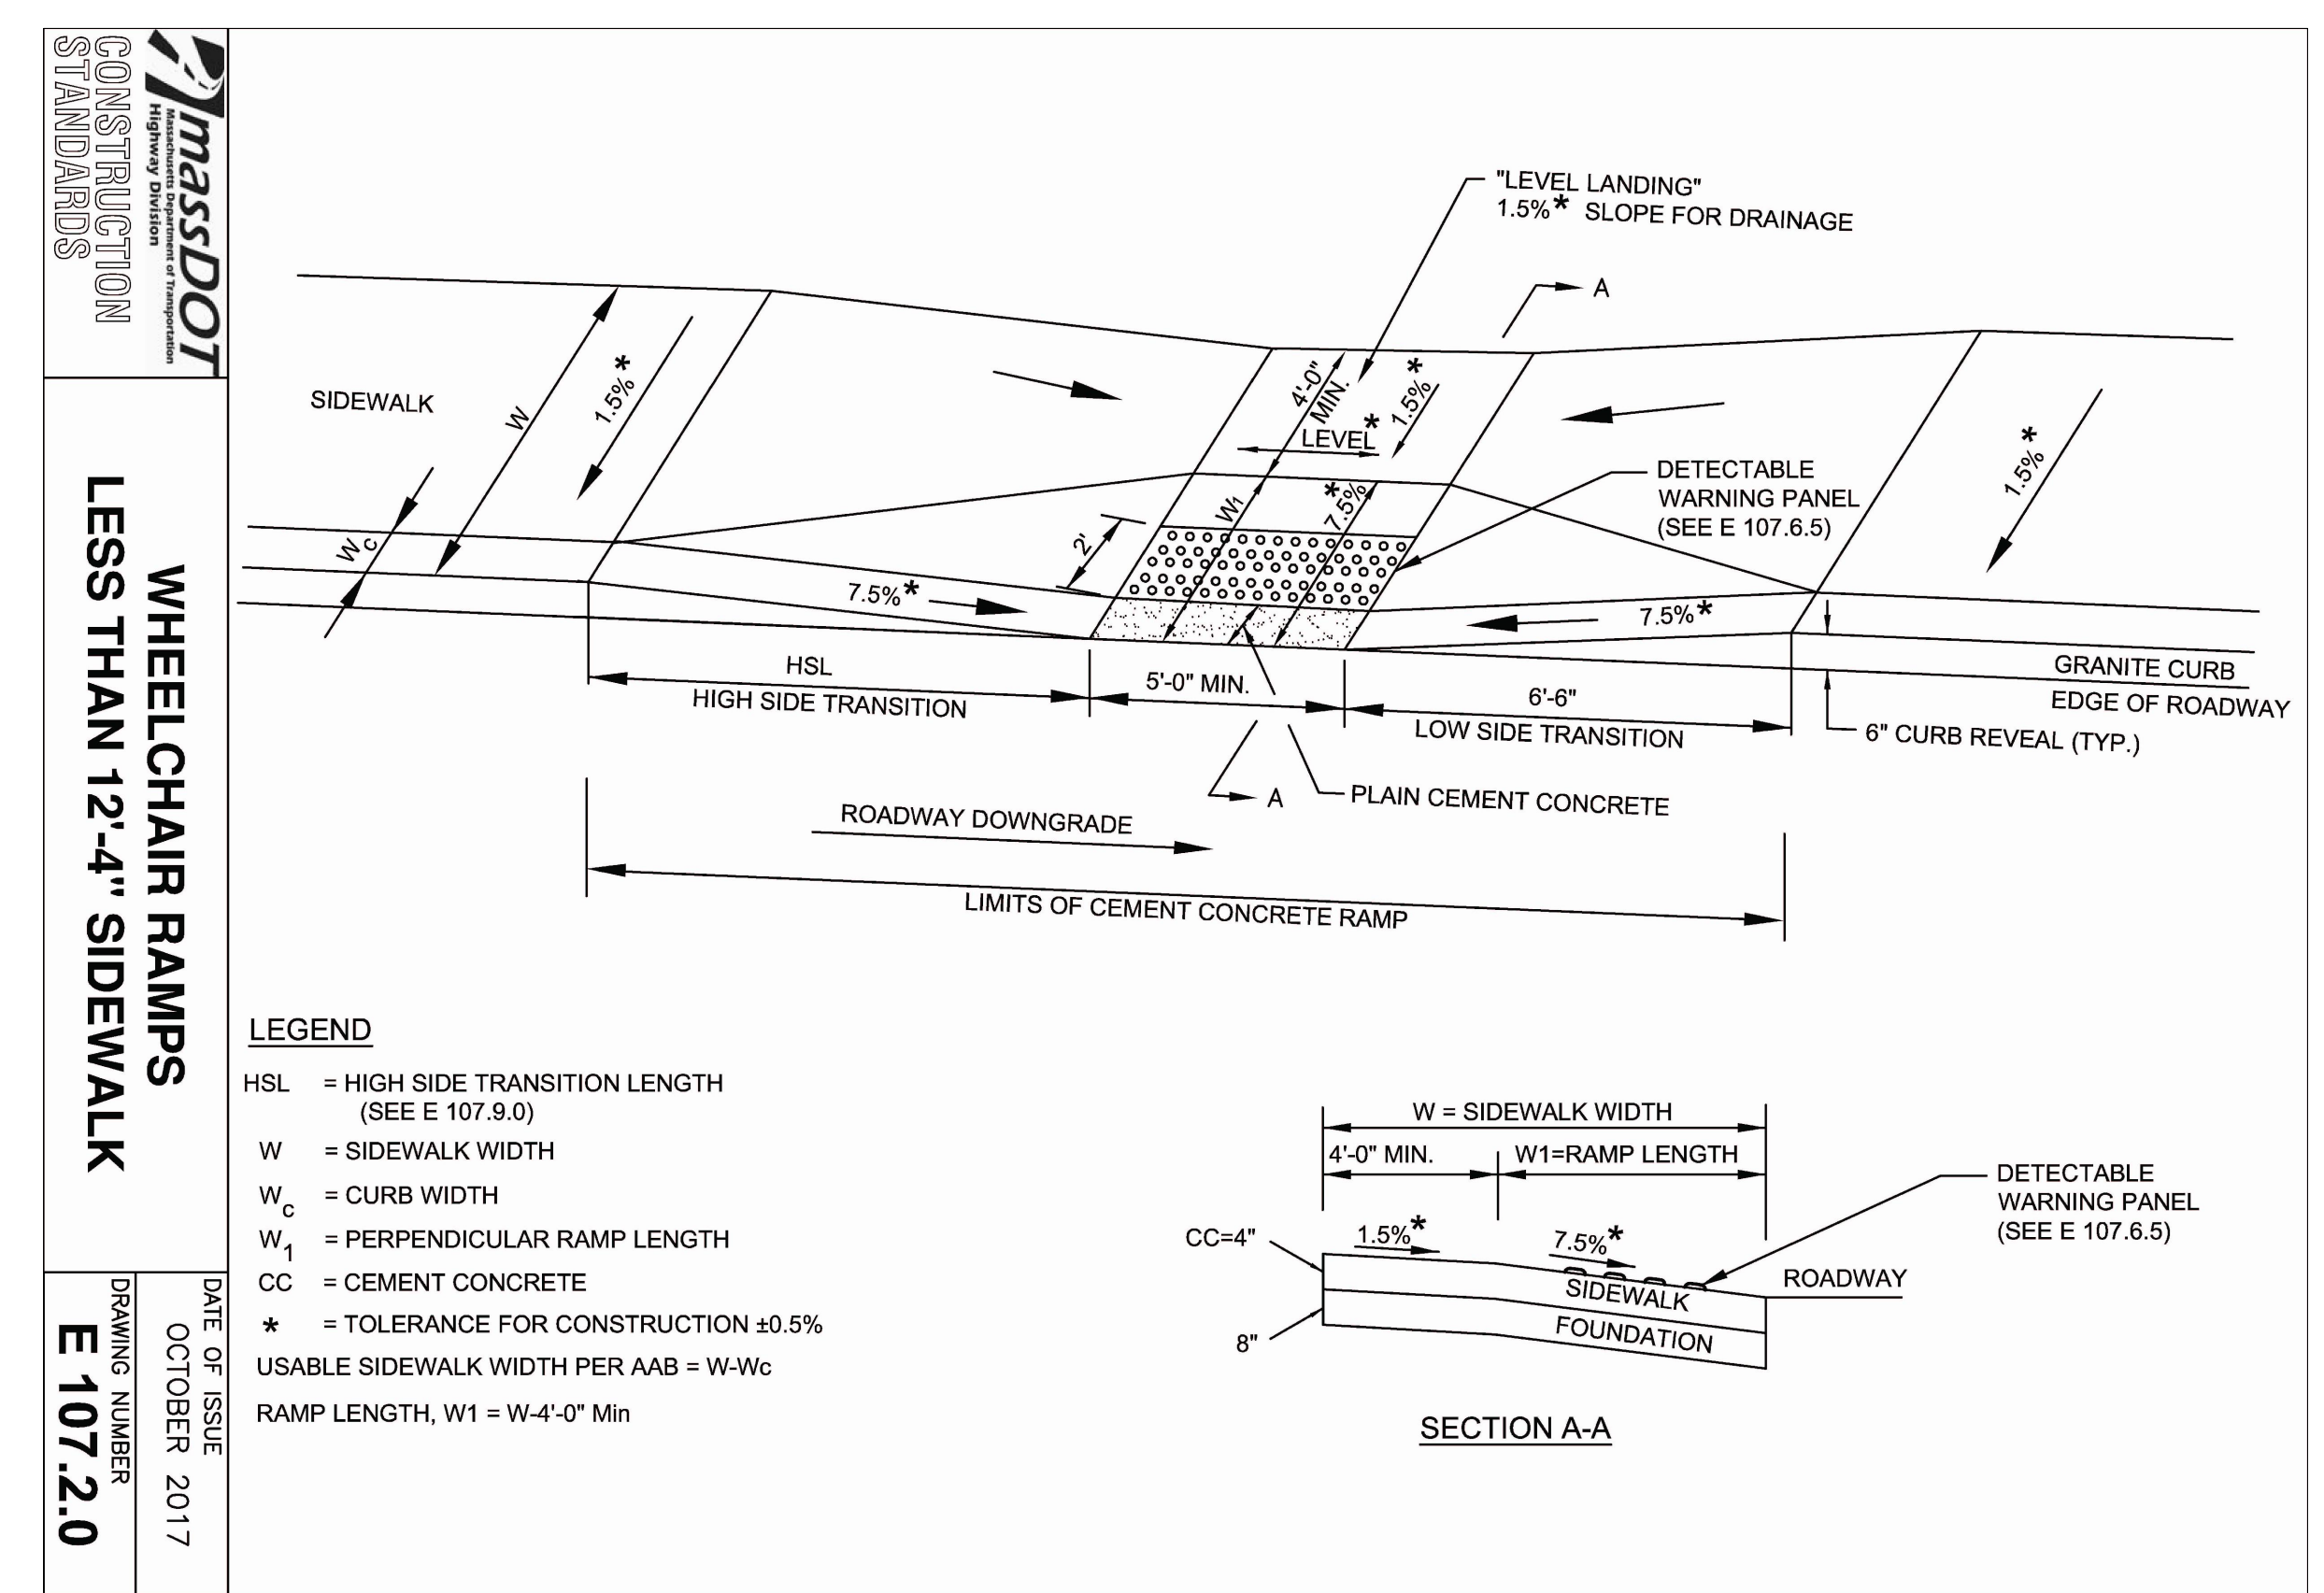 massDOT
Massachusetts Department of Transportation
Highway Division
CONSTRUCTION
STANDARDS
WHEELCHAIR RAMPS
LESS THAN 12'-4" SIDEWALK
DATE OF ISSUE
OCTOBER 2017
DRAWING NUMBER
E 107.2.0
"LEVEL LANDING"
1.5%* SLOPE FOR DRAINAGE
A
SIDEWALK
W
1.5%*
4'-0"
MIN.
1.5%*
LEVEL*
1.5%*
DETECTABLE
WARNING PANEL
(SEE E 107.6.5)
Wc
2'
W1
7.5%*
7.5%*
7.5%*
HSL
HIGH SIDE TRANSITION
5'-0" MIN.
6'-6"
LOW SIDE TRANSITION
GRANITE CURB
EDGE OF ROADWAY
6" CURB REVEAL (TYP.)
A
PLAIN CEMENT CONCRETE
ROADWAY DOWNGRADE
LIMITS OF CEMENT CONCRETE RAMP
LEGEND
HSL = HIGH SIDE TRANSITION LENGTH
(SEE E 107.9.0)
W = SIDEWALK WIDTH
Wc = CURB WIDTH
W1 = PERPENDICULAR RAMP LENGTH
CC = CEMENT CONCRETE
* = TOLERANCE FOR CONSTRUCTION ±0.5%
USABLE SIDEWALK WIDTH PER AAB = W-Wc
RAMP LENGTH, W1 = W-4'-0" Min
W = SIDEWALK WIDTH
4'-0" MIN. W1=RAMP LENGTH
DETECTABLE
WARNING PANEL
(SEE E 107.6.5)
CC=4"
1.5%*
7.5%*
SIDEWALK
ROADWAY
FOUNDATION
8"
SECTION A-A